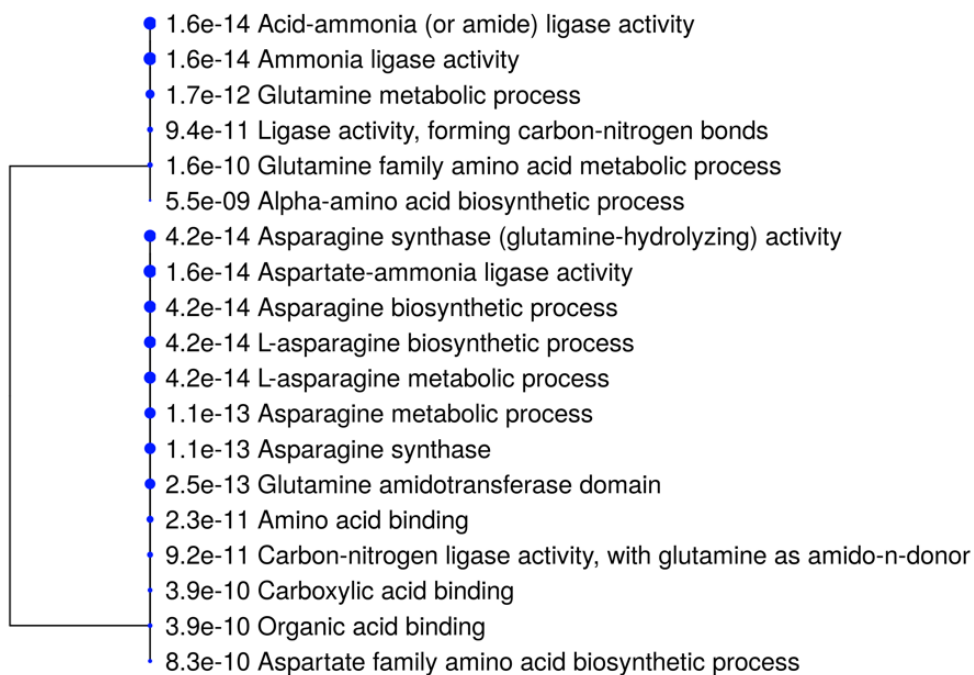 1.6e-14 Acid-ammonia (or amide) ligase activity
1.6e-14 Ammonia ligase activity
1.7e-12 Glutamine metabolic process
9.4e-11 Ligase activity, forming carbon-nitrogen bonds
1.6e-10 Glutamine family amino acid metabolic process
5.5e-09 Alpha-amino acid biosynthetic process
4.2e-14 Asparagine synthase (glutamine-hydrolyzing) activity
1.6e-14 Aspartate-ammonia ligase activity
4.2e-14 Asparagine biosynthetic process
4.2e-14 L-asparagine biosynthetic process
4.2e-14 L-asparagine metabolic process
1.1e-13 Asparagine metabolic process
1.1e-13 Asparagine synthase
2.5e-13 Glutamine amidotransferase domain
2.3e-11 Amino acid binding
9.2e-11 Carbon-nitrogen ligase activity, with glutamine as amido-n-donor
3.9e-10 Carboxylic acid binding
3.9e-10 Organic acid binding
8.3e-10 Aspartate family amino acid biosynthetic process